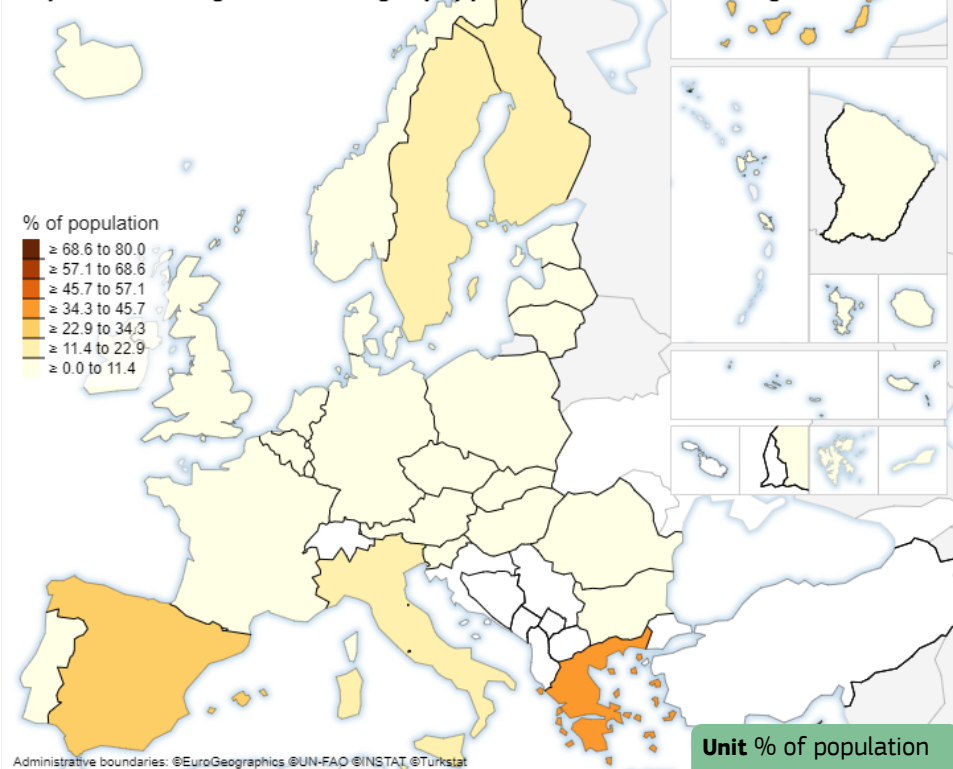 % of population
≥ 68.6 to 80.0
≥ 57.1 to 68.6
≥ 45.7 to 57.1
≥ 34.3 to 45.7
≥ 22.9 to 34.3
≥ 11.4 to 22.9
≥ 0.0 to 11.4
Administrative boundaries: ©EuroGeographics ©UN-FAO ©INSTAT ©Turkstat
Unit % of population